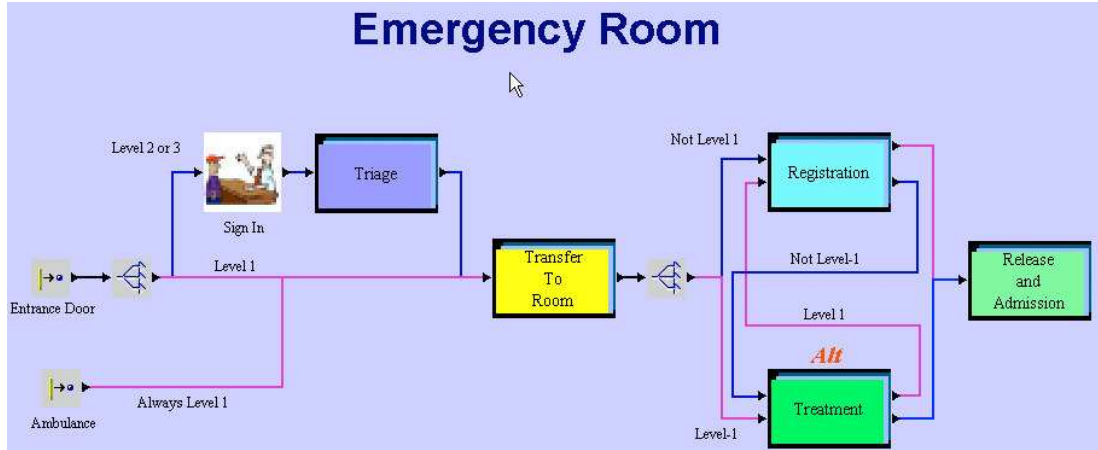 Emergency Room
Level 2 or 3
Sign In
Triage
Level 1
Entrance Door
Always Level 1
Ambulance
Transfer
To
Room
Not Level 1
Registration
Not Level-1
Level 1
Alt
Treatment
Level-1
Release
and
Admission